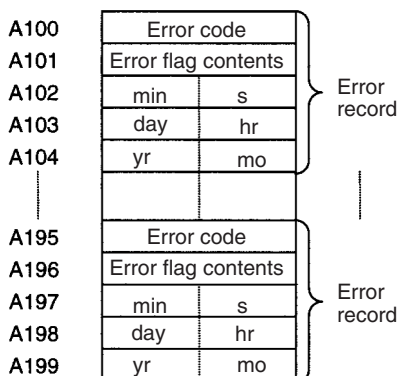 A100 Error code
A101 Error flag contents
A102 min s
A103 day hr
A104 yr mo
Error
record
A195 Error code
A196 Error flag contents
A197 min s
A198 day hr
A199 yr mo
Error
record